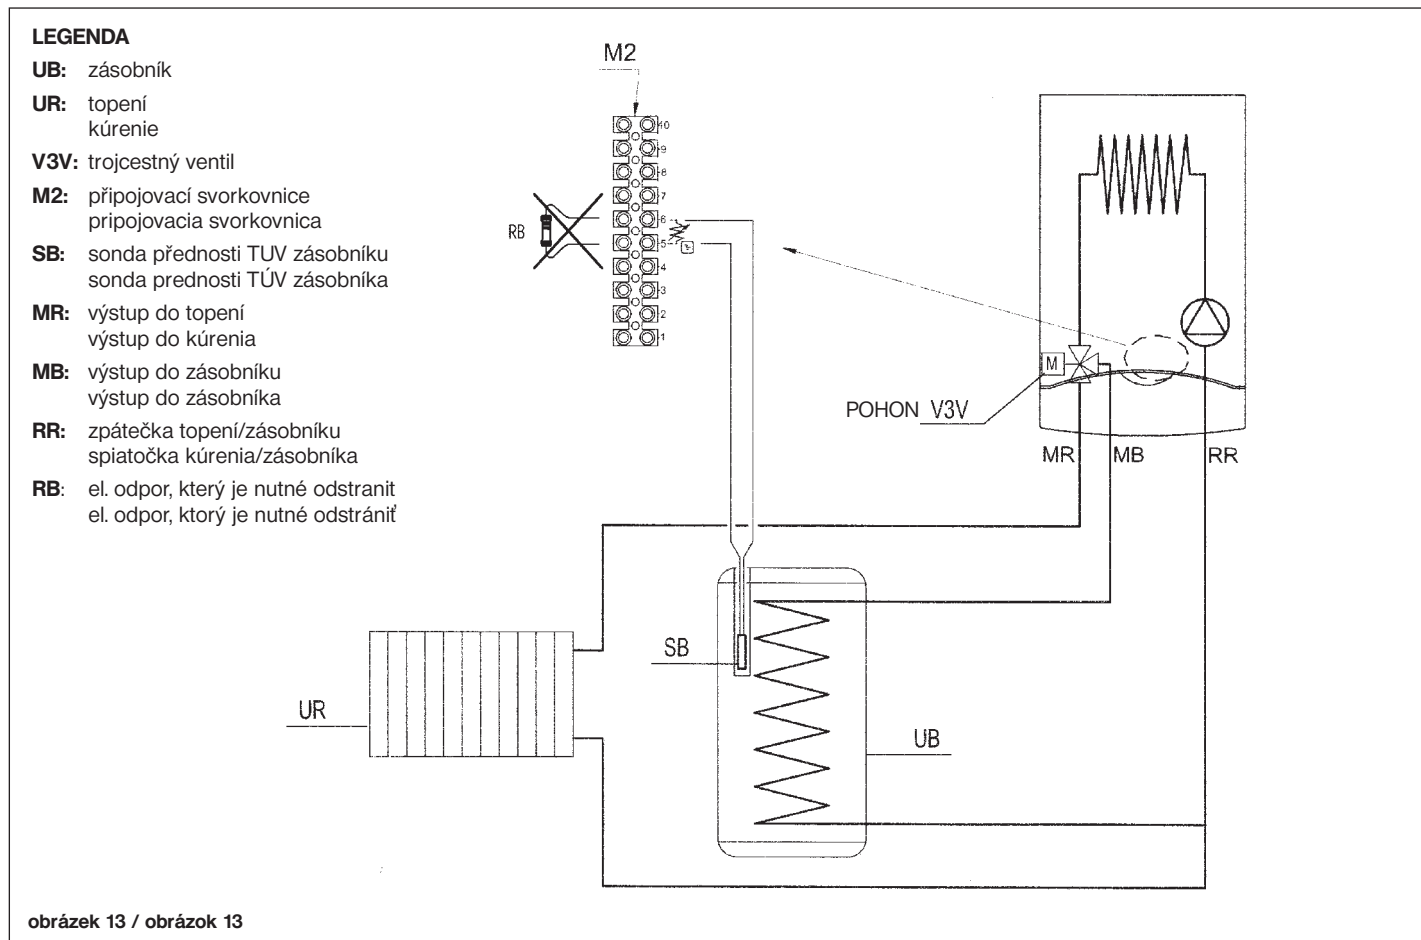 LEGENDA
UB: zásobník
UR: topení
kúrenie
V3V: trojcestný ventil
M2: připojovací svorkovnice
pripojovacia svorkovnica
SB: sonda přednosti TUV zásobníku
sonda prednosti TÚV zásobníka
MR: výstup do topení
výstup do kúrenia
MB: výstup do zásobníku
výstup do zásobníka
RR: zpátečka topení/zásobníku
spiatočka kúrenia/zásobníka
RB: el. odpor, který je nutné odstranit
el. odpor, ktorý je nutné odstrániť
M2
10
9
8
7
6
5
4
3
2
1
RB
M
POHON V3V
MR MB RR
SB
UR
UB
obrázek 13 / obrázok 13